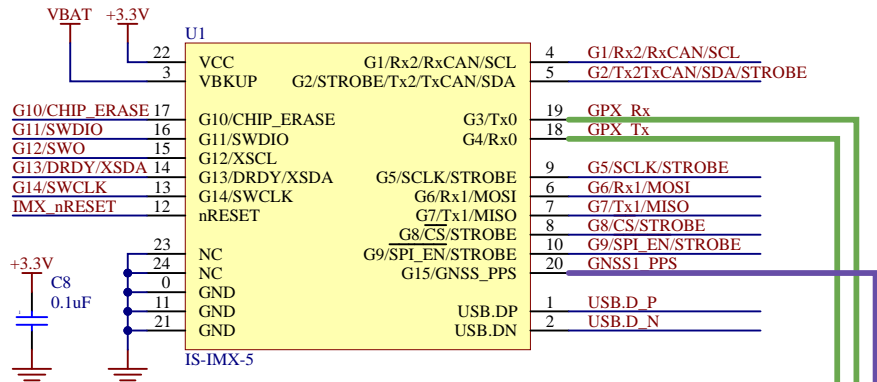 VBAT +3.3V
U1
22 VCC G1/Rx2/RxCAN/SCL 4 G1/Rx2/RxCAN/SCL
3 VBKUP G2/STROBE/Tx2/TxCAN/SDA 5 G2/Tx2TxCAN/SDA/STROBE
G10/CHIP_ERASE 17 G10/CHIP_ERASE G3/Tx0 19 GPX_Rx
G11/SWDIO 16 G11/SWDIO G4/Rx0 18 GPX_Tx
G12/SWO 15 G12/XSCL
G13/DRDY/XSDA 14 G13/DRDY/XSDA G5/SCLK/STROBE 9 G5/SCLK/STROBE
G14/SWCLK 13 G14/SWCLK G6/Rx1/MOSI 6 G6/Rx1/MOSI
IMX_nRESET 12 nRESET G7/Tx1/MISO 7 G7/Tx1/MISO
G8/CS/STROBE 8 G8/CS/STROBE
23 NC G9/SPI_EN/STROBE 10 G9/SPI_EN/STROBE
+3.3V 24 NC G15/GNSS_PPS 20 GNSS1_PPS
C8 0 GND
0.1uF 11 GND USB.DP 1 USB.D_P
1 21 GND USB.DN 2 USB.D_N
IS-IMX-5